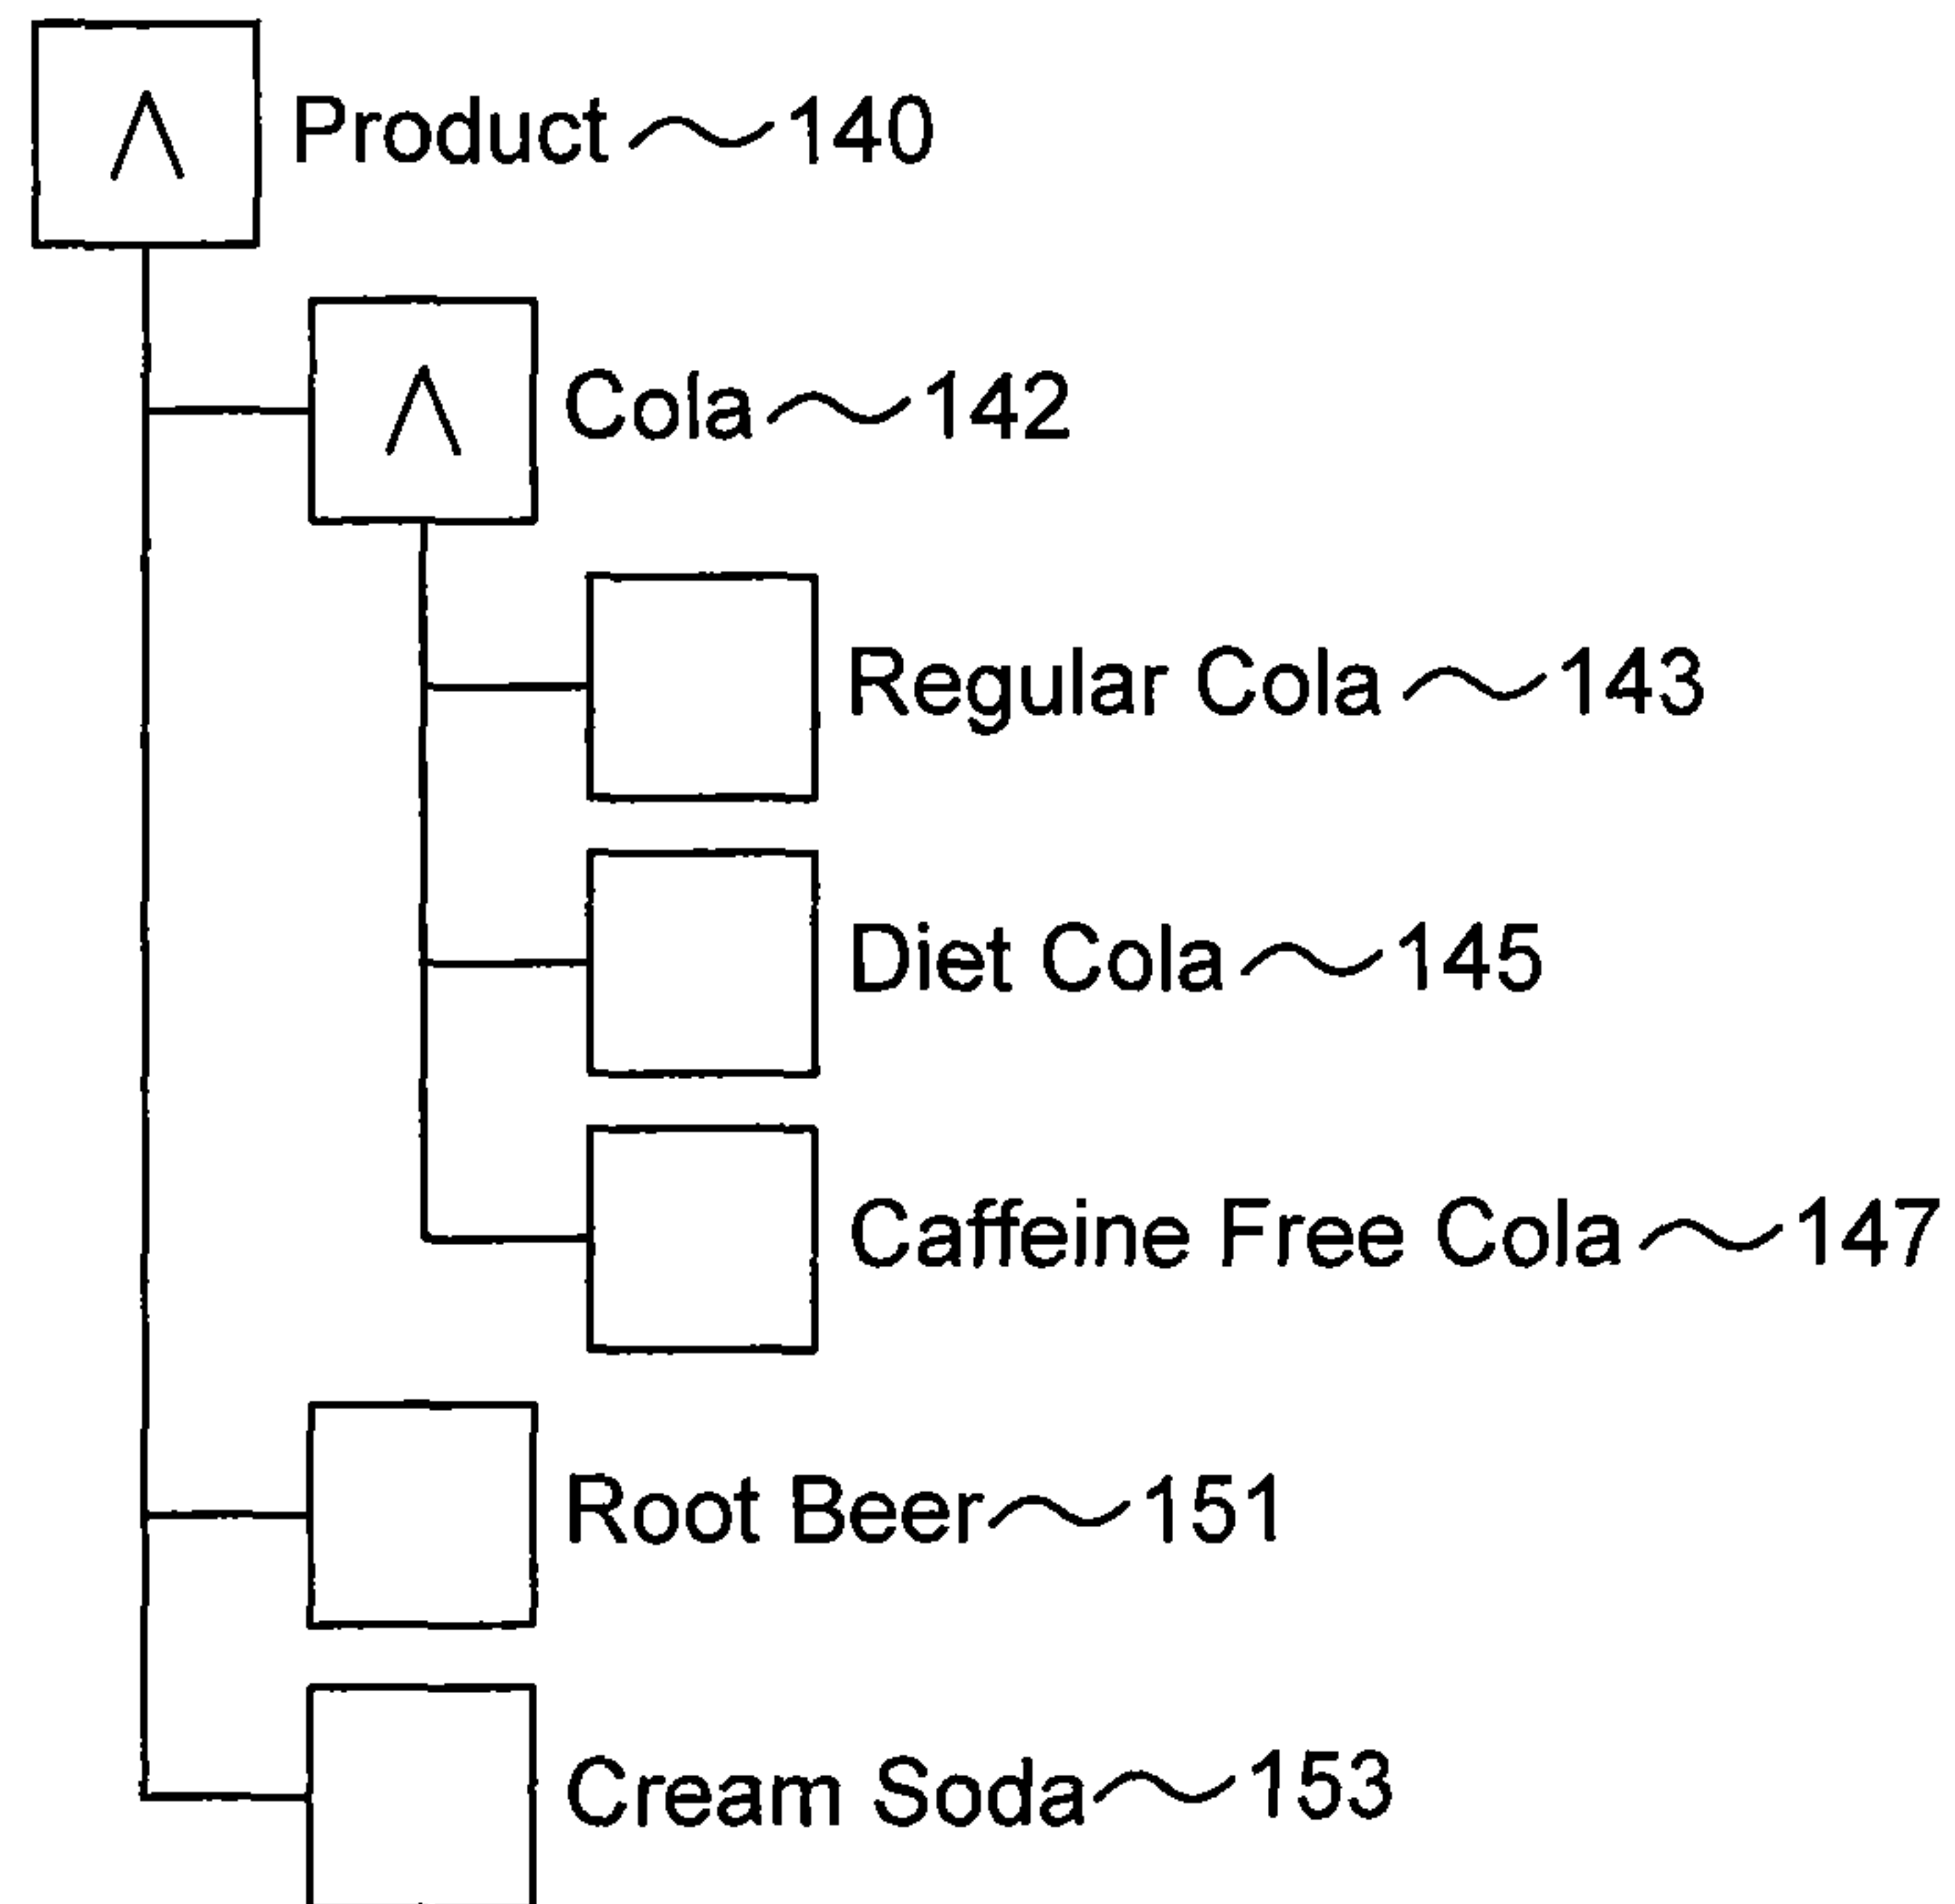 Product 140
Cola 142
Regular Cola 143
Diet Cola 145
Caffeine Free Cola 147
Root Beer 151
Cream Soda 153